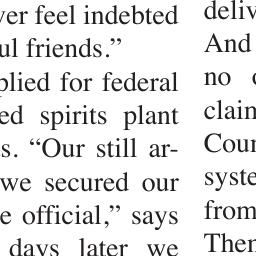 ver feel indebted
ul friends.”
plied for federal
ed spirits plant
s. “Our still ar-
we secured our
e official,” says
days later we
deliv
And
no
claim
Coun
syste
from
Then